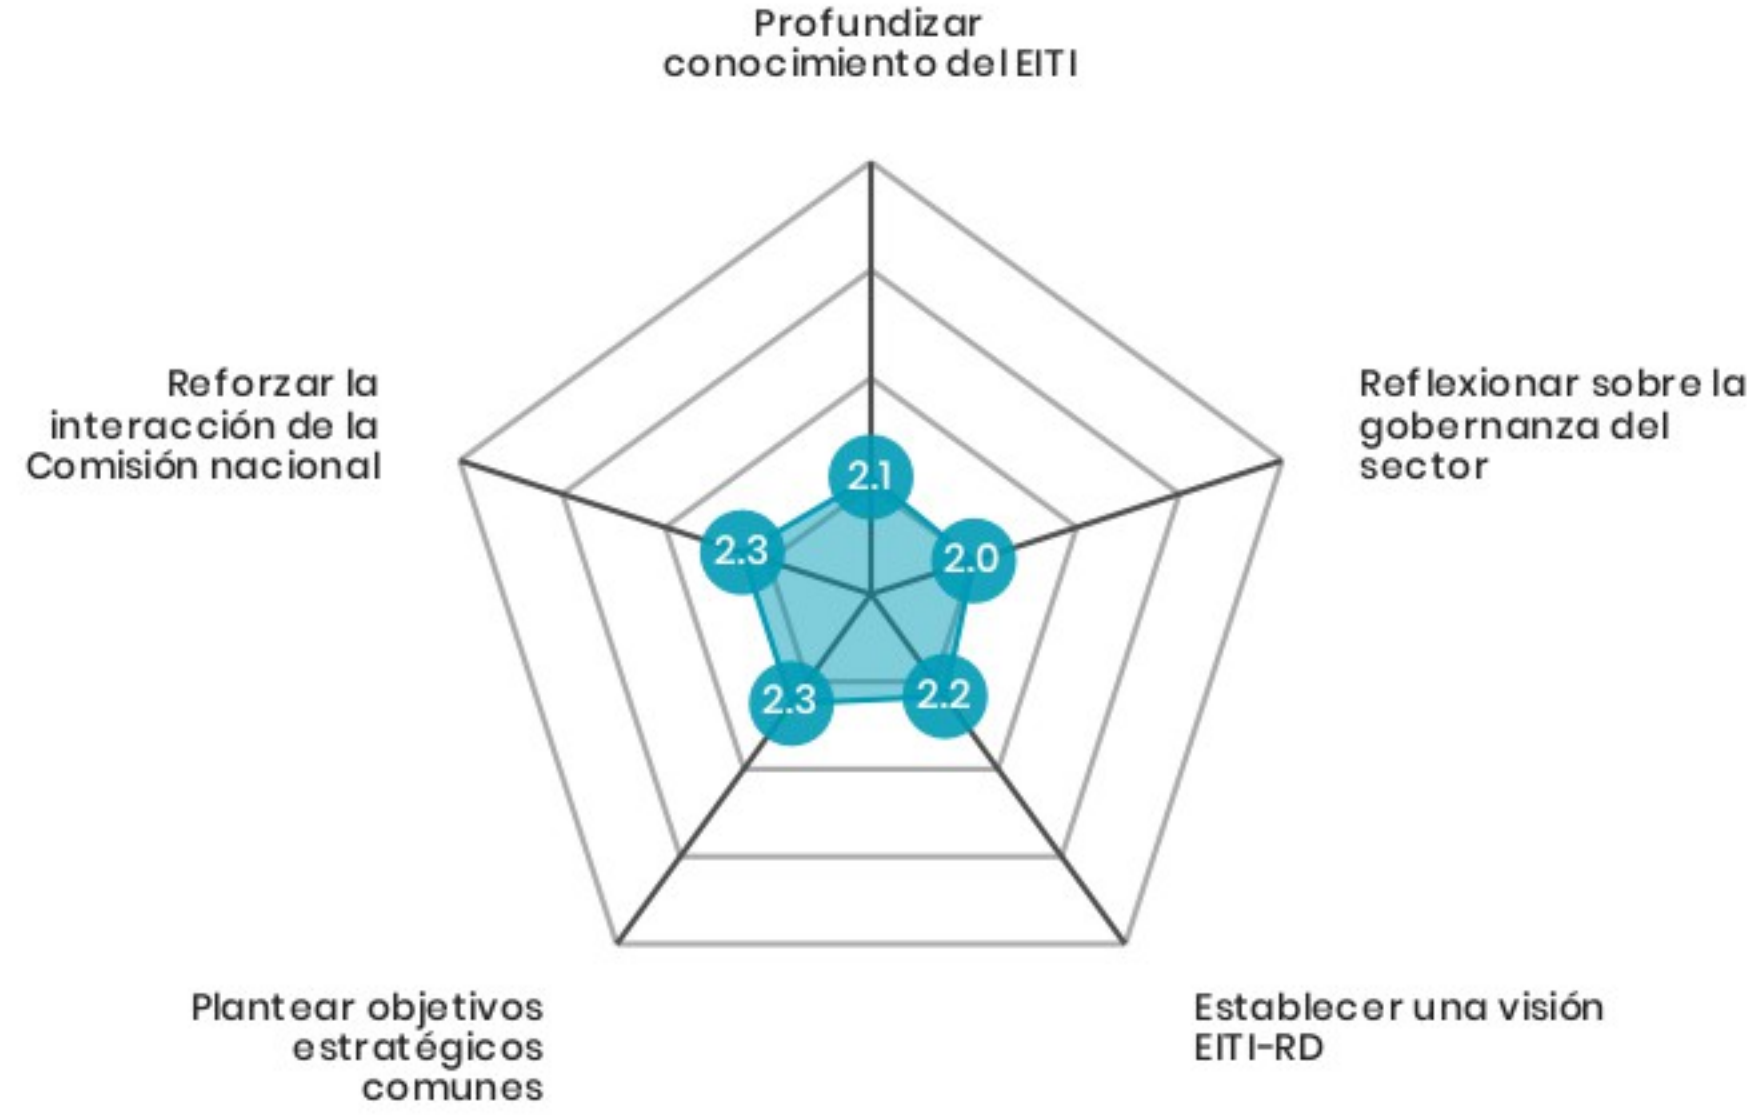 Profundizar
conocimiento del EITI
Reforzar la
interacción de la
Comisión nacional
Reflexionar sobre la
gobernanza del
sector
2.1
2.3
2.0
2.3
2.2
Plantear objetivos
estratégicos
comunes
Establecer una visión
EITI-RD